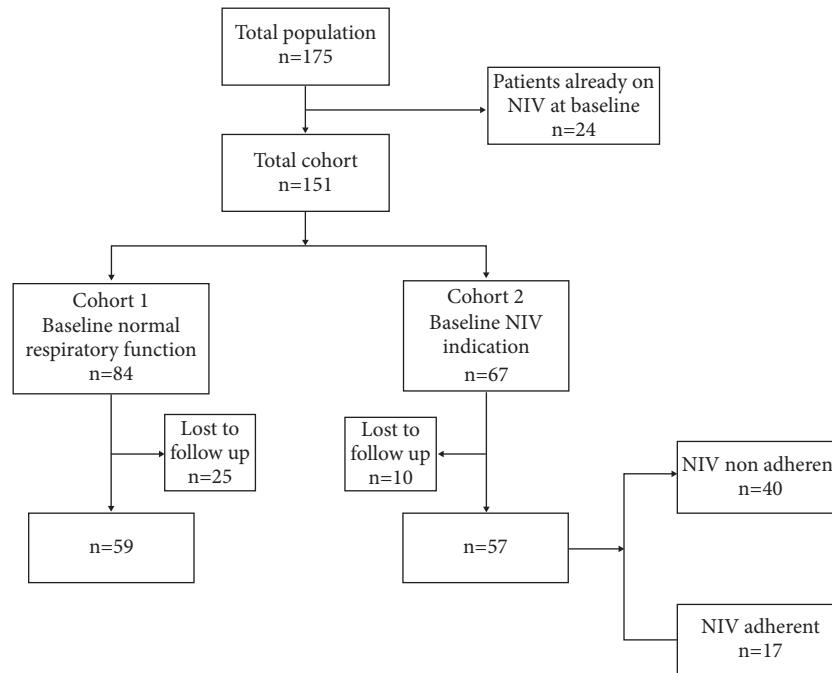 Total population
n=175
Patients already on
NIV at baseline
n=24
Total cohort
n=151
Cohort 1
Baseline normal
respiratory function
n=84
Cohort 2
Baseline NIV
indication
n=67
Lost to
follow up
n=25
Lost to
follow up
n=10
NIV non adherent
n=40
n=59
n=57
NIV adherent
n=17